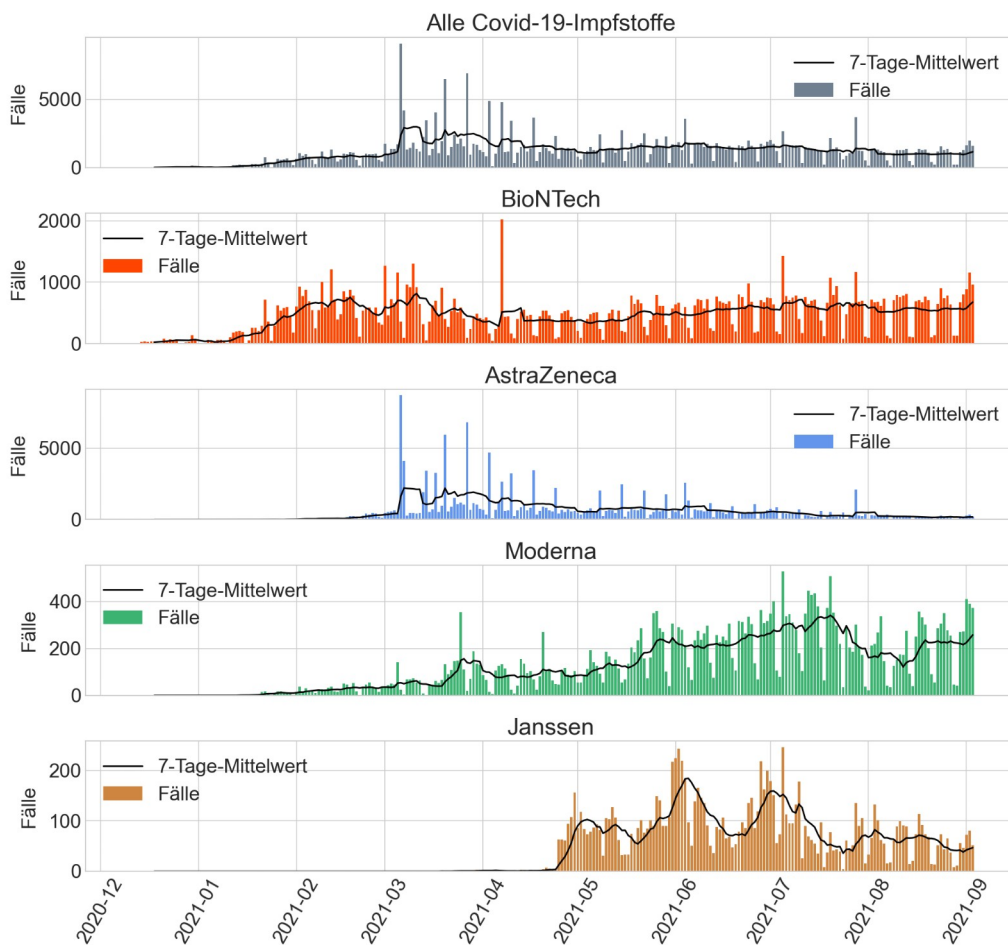 Alle Covid-19-Impfstoffe
Fälle
5000
0
7-Tage-Mittelwert
Fälle
BioNTech
Fälle
2000
1000
0
7-Tage-Mittelwert
Fälle
AstraZeneca
Fälle
5000
0
7-Tage-Mittelwert
Fälle
Moderna
Fälle
400
200
0
7-Tage-Mittelwert
Fälle
Janssen
Fälle
200
100
0
7-Tage-Mittelwert
Fälle
2020-12
2021-01
2021-02
2021-03
2021-04
2021-05
2021-06
2021-07
2021-08
2021-09